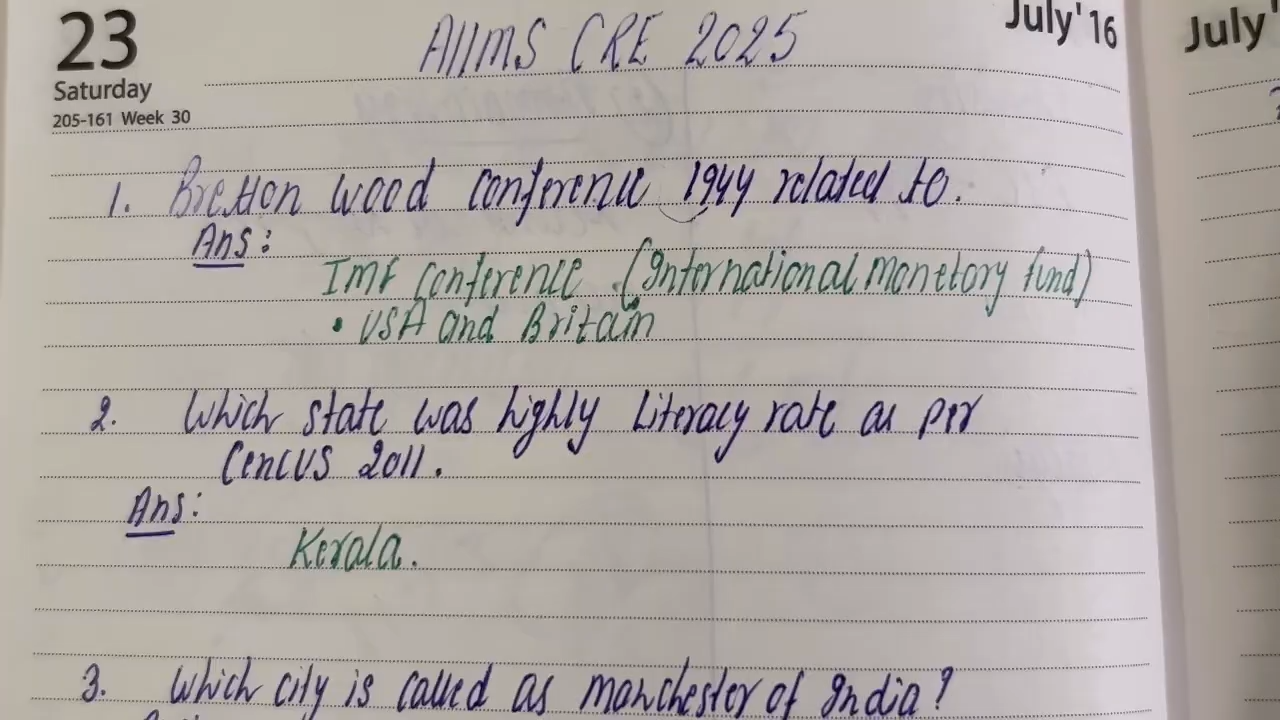 23
Saturday
205-161 Week 30
AIIMS CRE 2025
July'16
July'
1. Bretton wood conference 1944 related to.
Ans:
IMF conference (International Monetary fund)
• USA and Britain
2. Which state was highly Literacy rate as per
Cencus 2011.
Ans:
Kerala.
3. Which city is called as manchester of India?